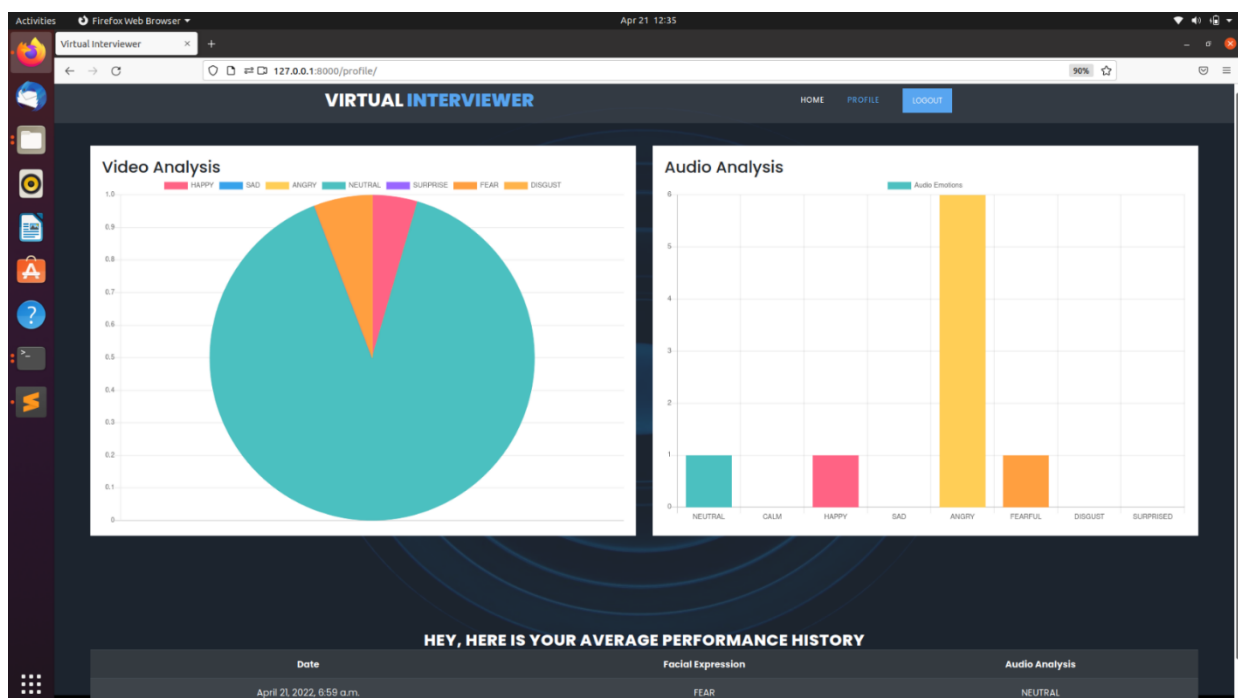 Activities Firefox Web Browser Apr 21 12:35
Virtual Interviewer
127.0.0.1:8000/profile/ 90%
VIRTUAL INTERVIEWER HOME PROFILE LOGOUT
Video Analysis
HAPPY SAD ANGRY NEUTRAL SURPRISE FEAR DISGUST
1.0
0.9
0.8
0.7
0.6
0.5
0.4
0.3
0.2
0.1
0
Audio Analysis
Audio Emotions
6
5
4
3
2
1
0
NEUTRAL CALM HAPPY SAD ANGRY FEARFUL DISGUST SURPRISED
HEY, HERE IS YOUR AVERAGE PERFORMANCE HISTORY
Date Facial Expression Audio Analysis
April 21, 2022, 6:59 a.m. FEAR NEUTRAL